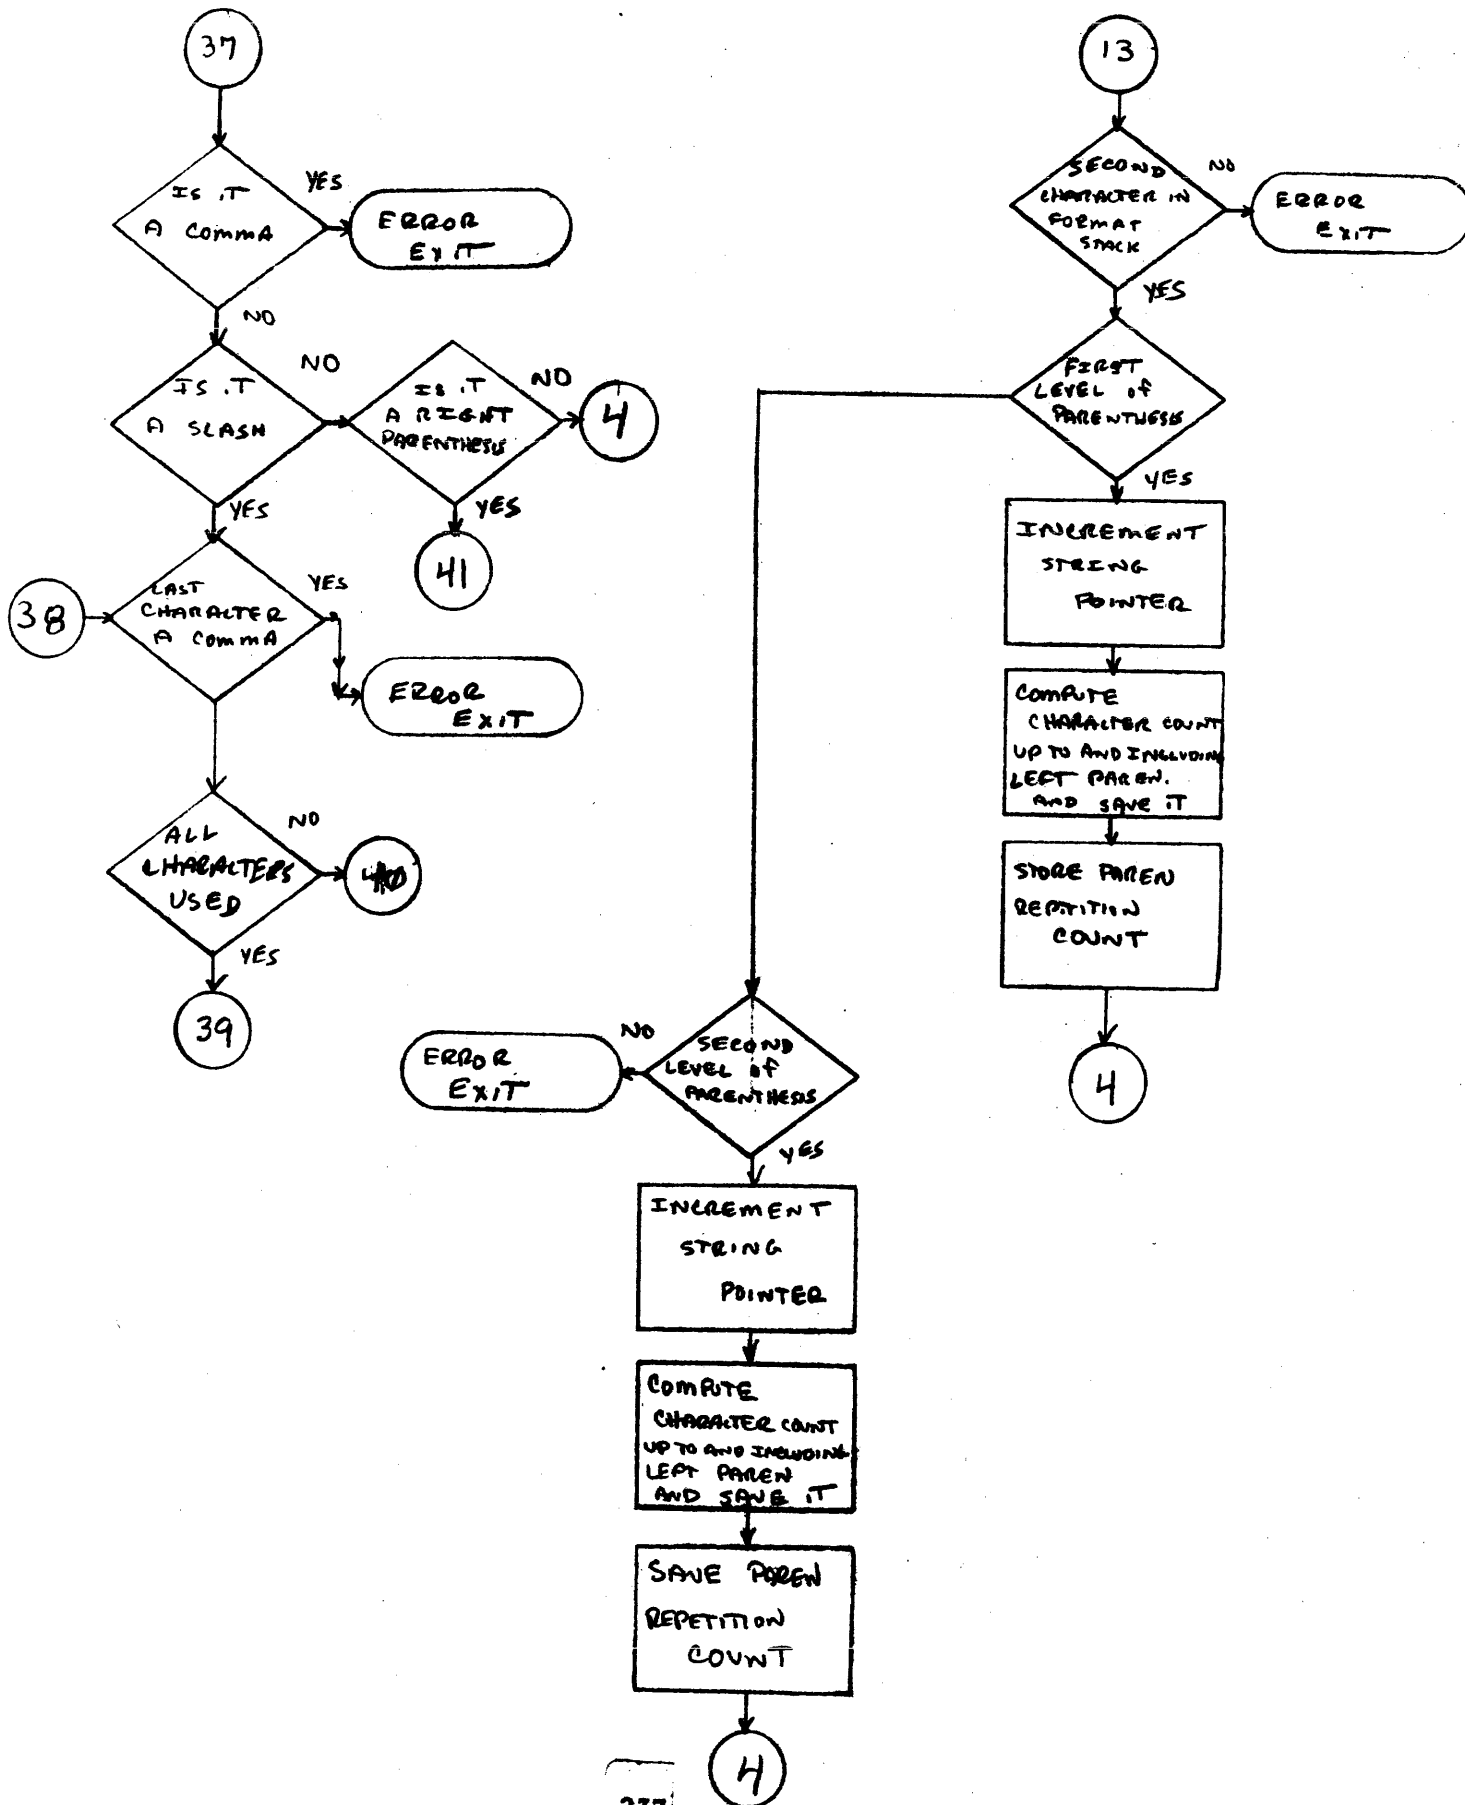 37
IS IT
A COMMA
YES
ERROR
EXIT
NO
IS IT
A SLASH
NO
IS IT
A RIGHT
PARENTHESIS
NO
4
YES
41
YES
38
LAST
CHARACTER
A COMMA
YES
ERROR
EXIT
ALL
CHARACTERS
USED
NO
40
YES
39
13
SECOND
CHARACTER IN
FORMAT
STACK
NO
ERROR
EXIT
YES
FIRST
LEVEL OF
PARENTHESIS
YES
INCREMENT
STRING
POINTER
COMPUTE
CHARACTER COUNT
UP TO AND INCLUDING
LEFT PAREN.
AND SAVE IT
STORE PAREN
REPTITION
COUNT
4
SECOND
LEVEL OF
PARENTHESIS
NO
ERROR
EXIT
YES
INCREMENT
STRING
POINTER
COMPUTE
CHARACTER COUNT
UP TO AND INCLUDING
LEFT PAREN
AND SAVE IT
SAVE PAREN
REPETITION
COUNT
4